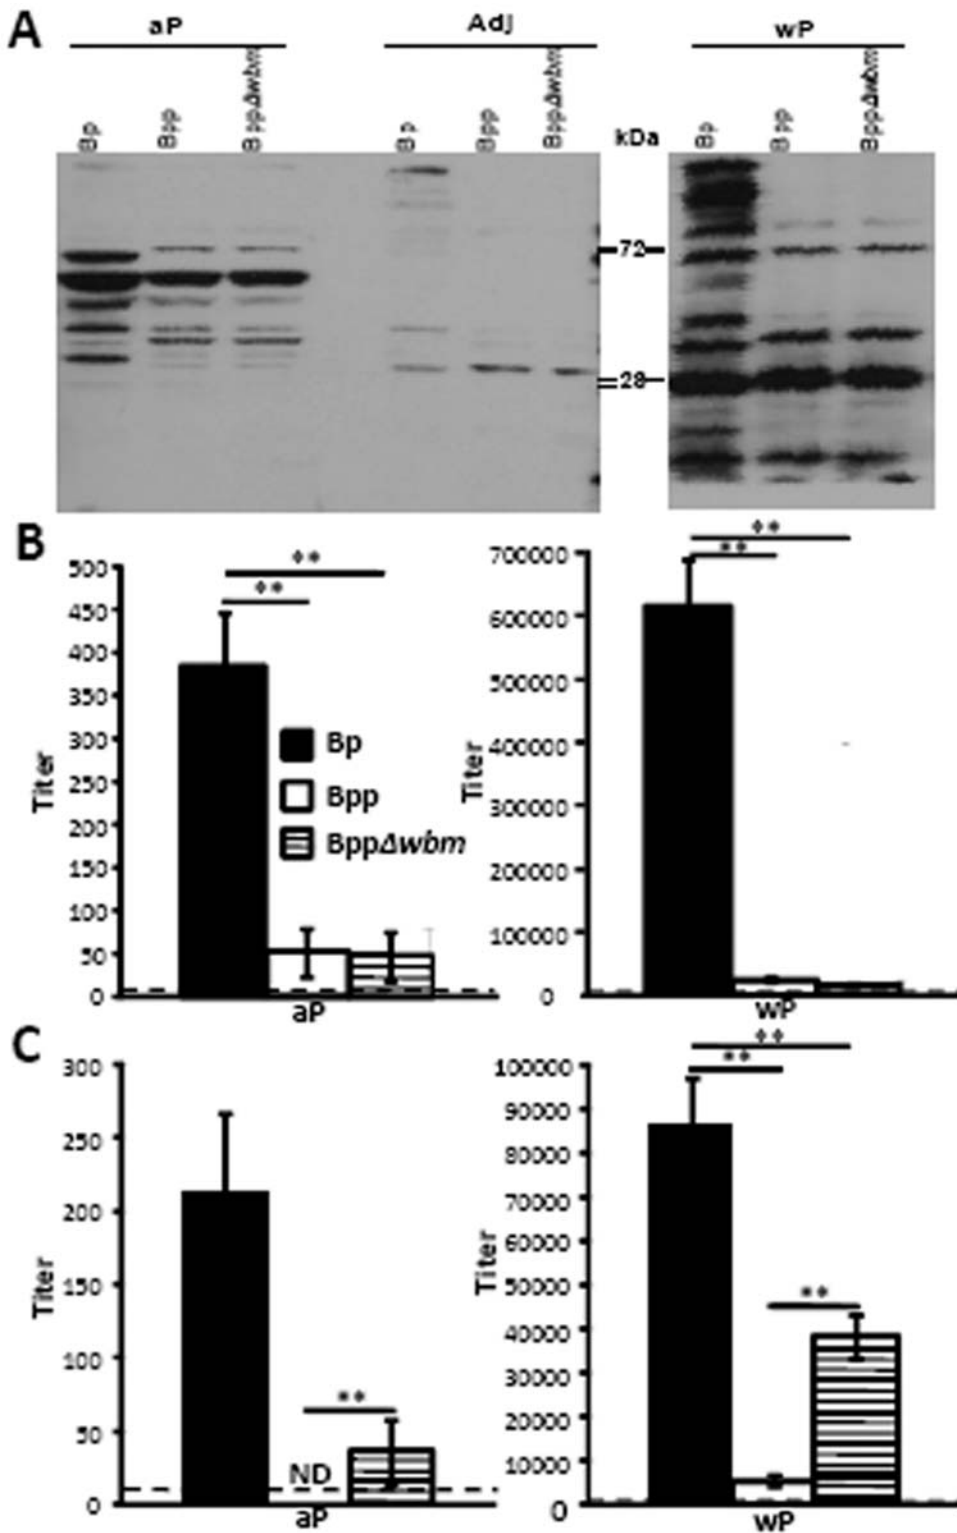 A
aP Adj wP
Bp Bpp BppΔwbm Bp Bpp BppΔwbm kDa Bp Bpp BppΔwbm
72
28
B
** ** ** **
500
450
400
350
300
250
200
150
100
50
0
Titer
Bp
Bpp
BppΔwbm
aP
700000
600000
500000
400000
300000
200000
100000
0
Titer
wP
C
300
250
200
150
100
50
0
Titer
**
ND
aP
** **
100000
90000
80000
70000
60000
50000
40000
30000
20000
10000
0
Titer
**
wP